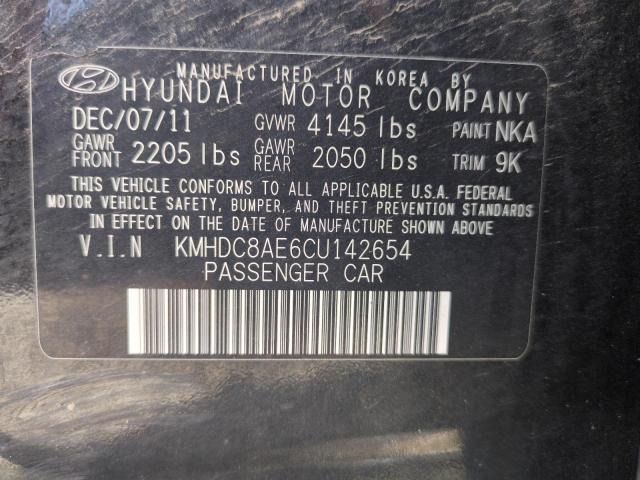 MANUFACTURED IN KOREA BY
HYUNDAI MOTOR COMPANY
DEC/07/11 GVWR 4145 lbs PAINT NKA
GAWR FRONT 2205 lbs GAWR REAR 2050 lbs TRIM 9K
THIS VEHICLE CONFORMS TO ALL APPLICABLE U.S.A. FEDERAL
MOTOR VEHICLE SAFETY, BUMPER, AND THEFT PREVENTION STANDARDS
IN EFFECT ON THE DATE OF MANUFACTURE SHOWN ABOVE
V.I.N KMHDC8AE6CU142654
PASSENGER CAR